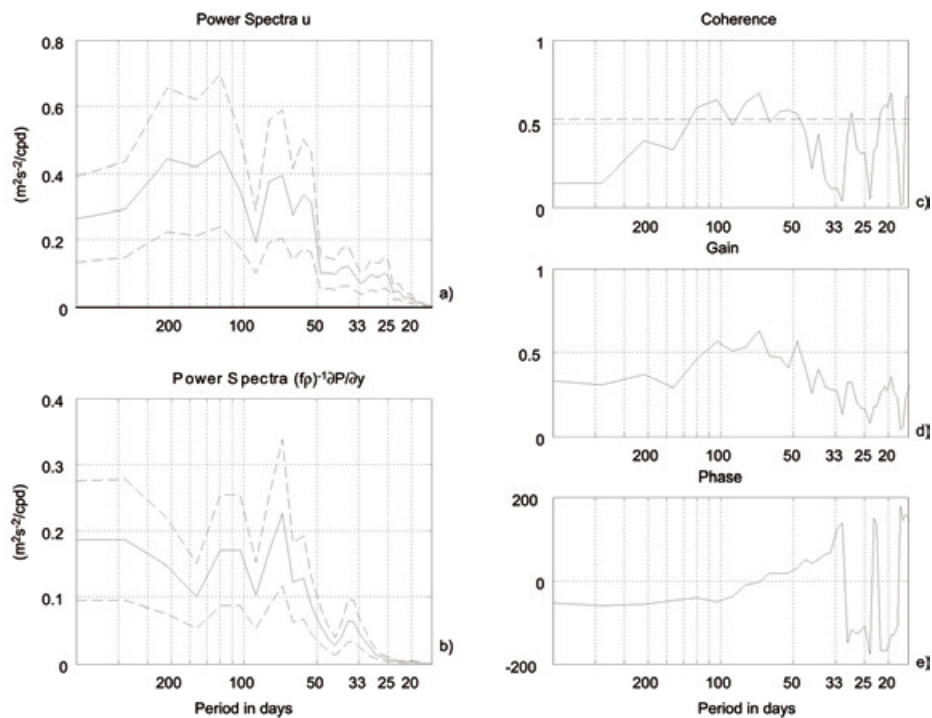 Power Spectra u
0.8
0.6
0.4
0.2
0
(m²s⁻²/cpd)
200 100 50 33 25 20
a)
Power Spectra (fρ)⁻¹∂P/∂y
0.4
0.3
0.2
0.1
0
(m²s⁻²/cpd)
200 100 50 33 25 20
b)
Period in days
Coherence
1
0.5
0
200 100 50 33 25 20
c)
Gain
1
0.5
0
200 100 50 33 25 20
d)
Phase
200
0
-200
200 100 50 33 25 20
e)
Period in days